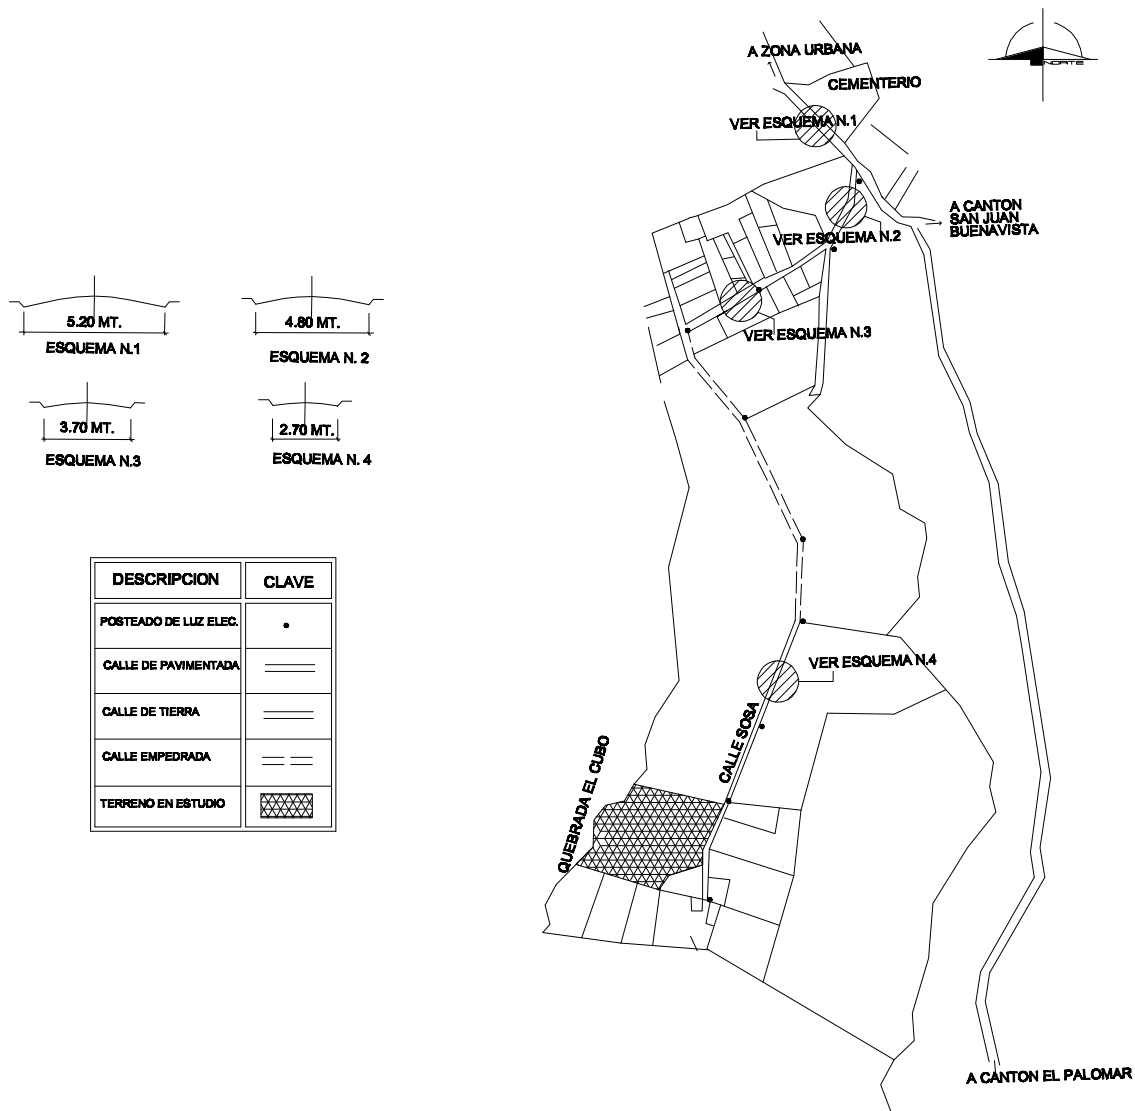 A ZONA URBANA
NORTE
CEMENTERIO
VER ESQUEMA N.1
A CANTON
SAN JUAN
BUENAVISTA
VER ESQUEMA N.2
5.20 MT.
ESQUEMA N.1
4.80 MT.
ESQUEMA N. 2
VER ESQUEMA N.3
3.70 MT.
ESQUEMA N.3
2.70 MT.
ESQUEMA N. 4
DESCRIPCION
CLAVE
POSTEADO DE LUZ ELEC.
CALLE DE PAVIMENTADA
CALLE DE TIERRA
CALLE EMPEDRADA
TERRENO EN ESTUDIO
VER ESQUEMA N.4
CALLE SOSA
QUEBRADA EL CUBO
A CANTON EL PALOMAR